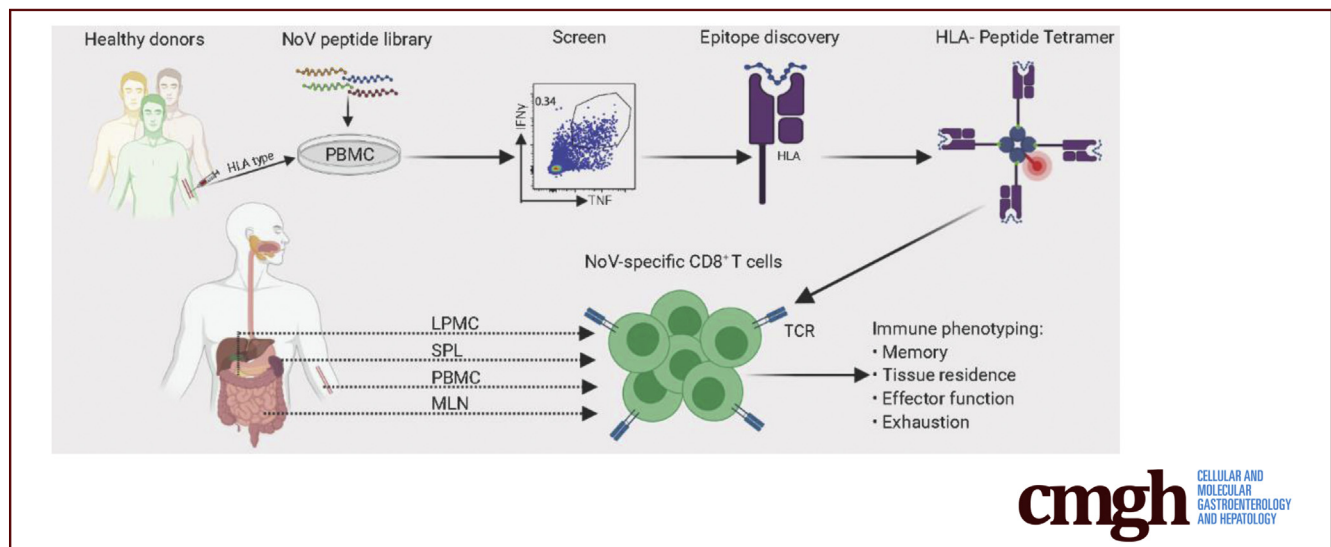 Healthy donors
NoV peptide library
Screen
Epitope discovery
HLA- Peptide Tetramer
HLA type
PBMC
0.34
IFNγ
TNF
HLA
NoV-specific CD8⁺ T cells
LPMC
SPL
PBMC
MLN
TCR
Immune phenotyping:
• Memory
• Tissue residence
• Effector function
• Exhaustion
cmgh
CELLULAR AND
MOLECULAR
GASTROENTEROLOGY
AND HEPATOLOGY